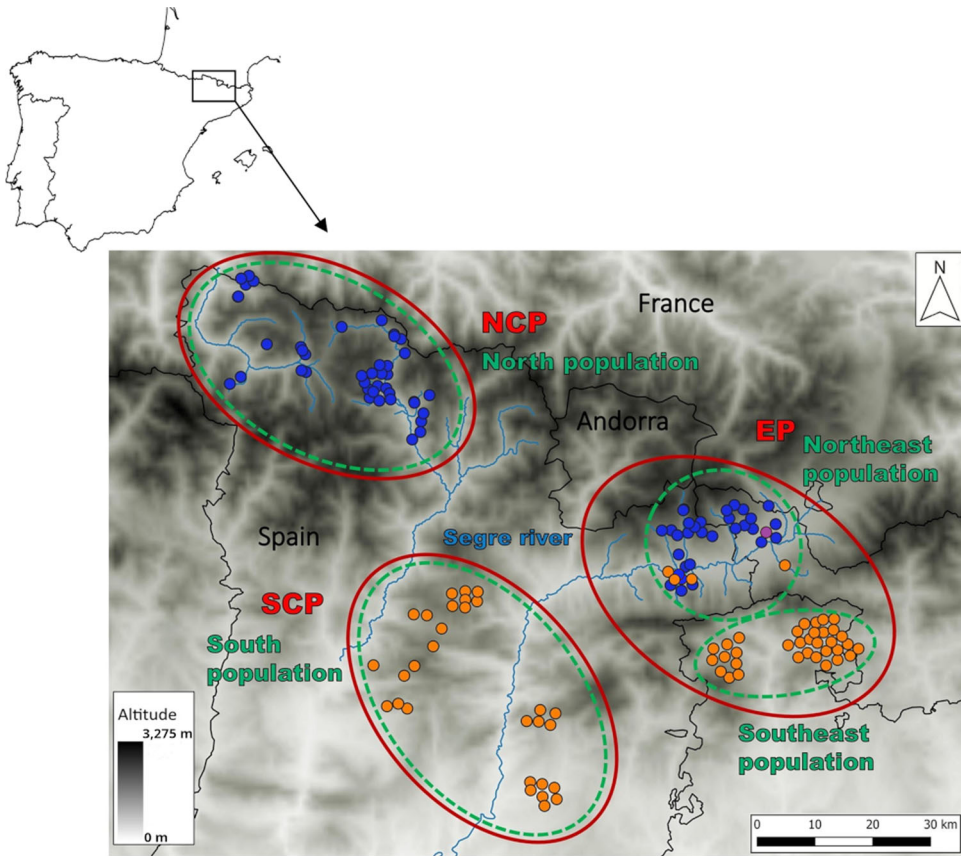 N
France
NCP
North population
Andorra
EP
Northeast
population
Spain
Segre river
SCP
South
population
Altitude
3,275 m
0 m
Southeast
population
0 10 20 30 km